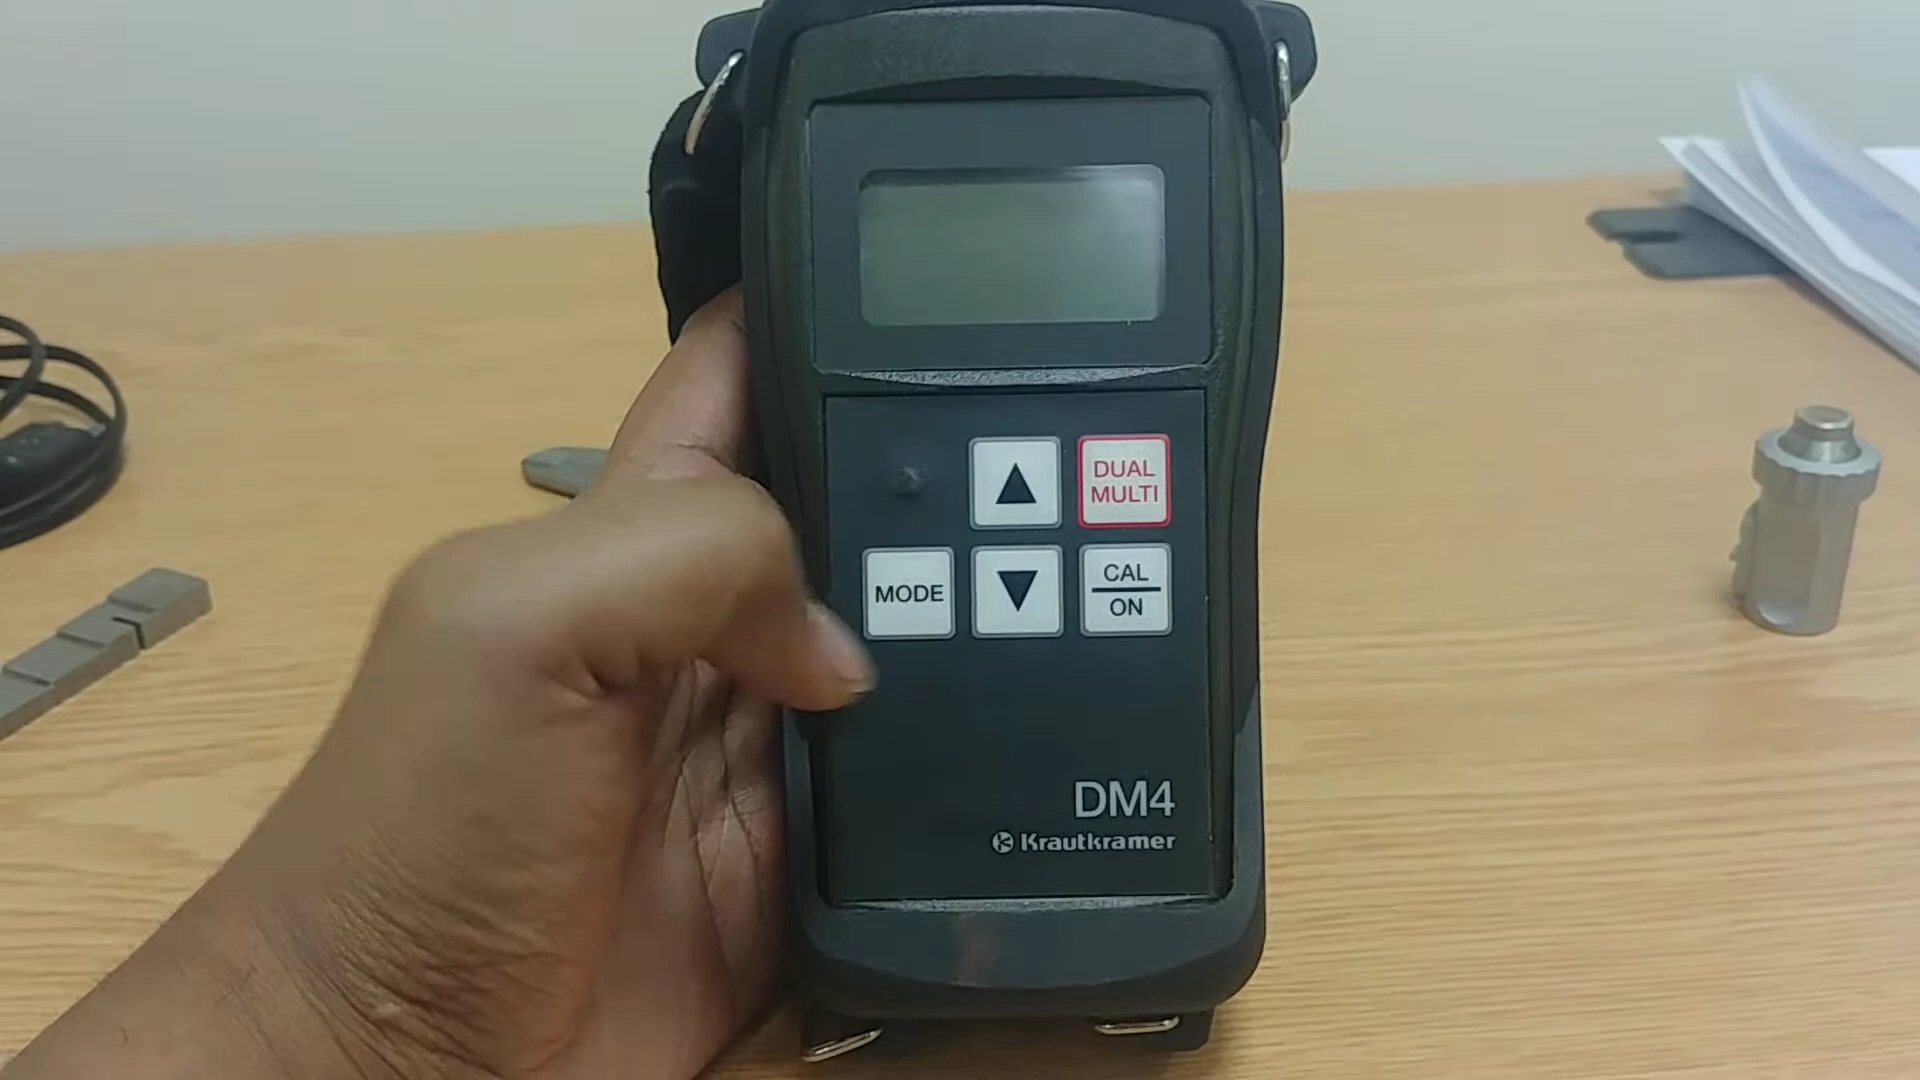 ▲
DUAL
MULTI
MODE
▼
CAL
ON
DM4
Krautkramer